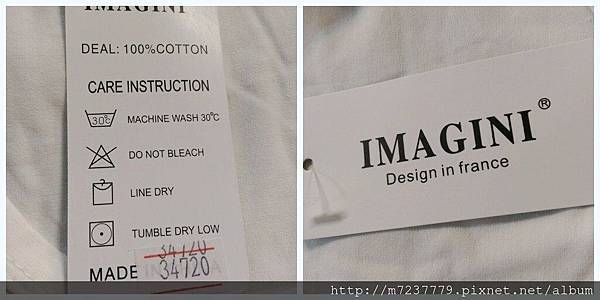 IMAGINI
DEAL: 100%COTTON
CARE INSTRUCTION
30℃
MACHINE WASH 30℃
DO NOT BLEACH
LINE DRY
TUMBLE DRY LOW
34720
MADE
34720
IMAGINI®
Design in france
http://m7237779.pixnet.net/album